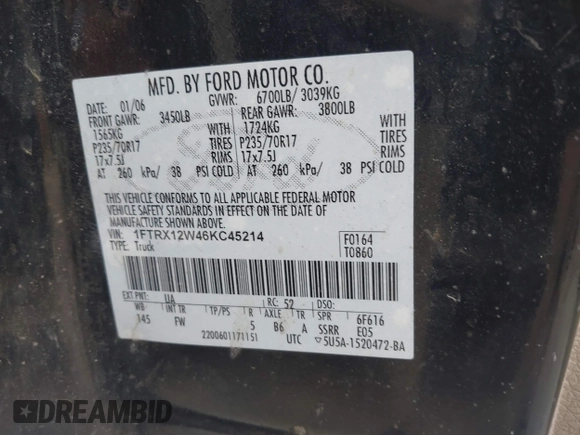 MFD. BY FORD MOTOR CO.
DATE: 01/06 GVWR: 6700LB/ 3039KG
FRONT GAWR: 3450LB REAR GAWR: 3800LB
1565KG WITH 1724KG WITH
P235/70R17 TIRES P235/70R17 TIRES
17x7.5J RIMS 17x7.5J RIMS
AT 260 kPa/ 38 PSI COLD AT 260 kPa/ 38 PSI COLD
THIS VEHICLE CONFORMS TO ALL APPLICABLE FEDERAL MOTOR
VEHICLE SAFETY STANDARDS IN EFFECT ON THE DATE OF
MANUFACTURE SHOWN ABOVE.
VIN: 1FTRX12W46KC45214 F0164
TYPE: Truck T0860
EXT PNT: UA RC: 52 DSO:
WB INT TR TP/PS R AXLE TR SPR 6F616
145 FW 5 B6 A SSRR E05
2200601171151 UTC 5U5A-1520472-BA
DREAMBID